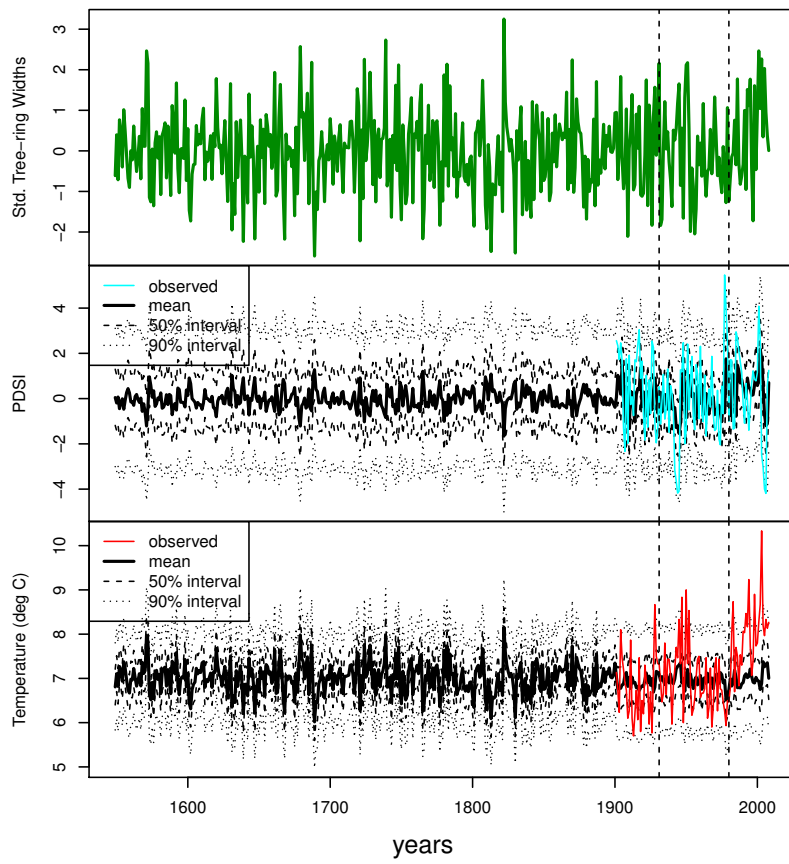 Std. Tree−ring Widths
3
2
1
0
−1
−2
observed
mean
50% interval
90% interval
PDSI
4
2
0
−2
−4
observed
mean
50% interval
90% interval
Temperature (deg C)
10
9
8
7
6
5
1600 1700 1800 1900 2000
years